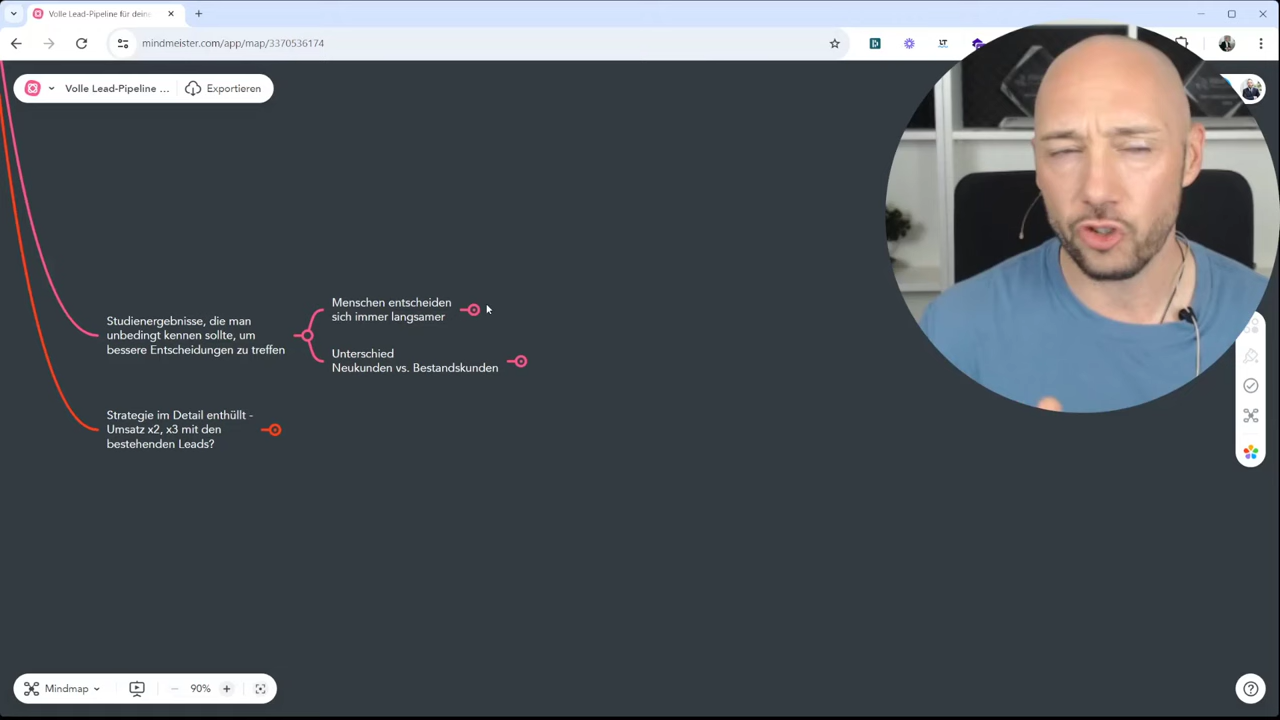 Volle Lead-Pipeline für dein
mindmeister.com/app/map/3370536174
LT
Volle Lead-Pipeline ...
Exportieren
Menschen entscheiden
sich immer langsamer
Studienergebnisse, die man
unbedingt kennen sollte, um
bessere Entscheidungen zu treffen
Unterschied
Neukunden vs. Bestandskunden
Strategie im Detail enthüllt -
Umsatz x2, x3 mit den
bestehenden Leads?
Mindmap
90%